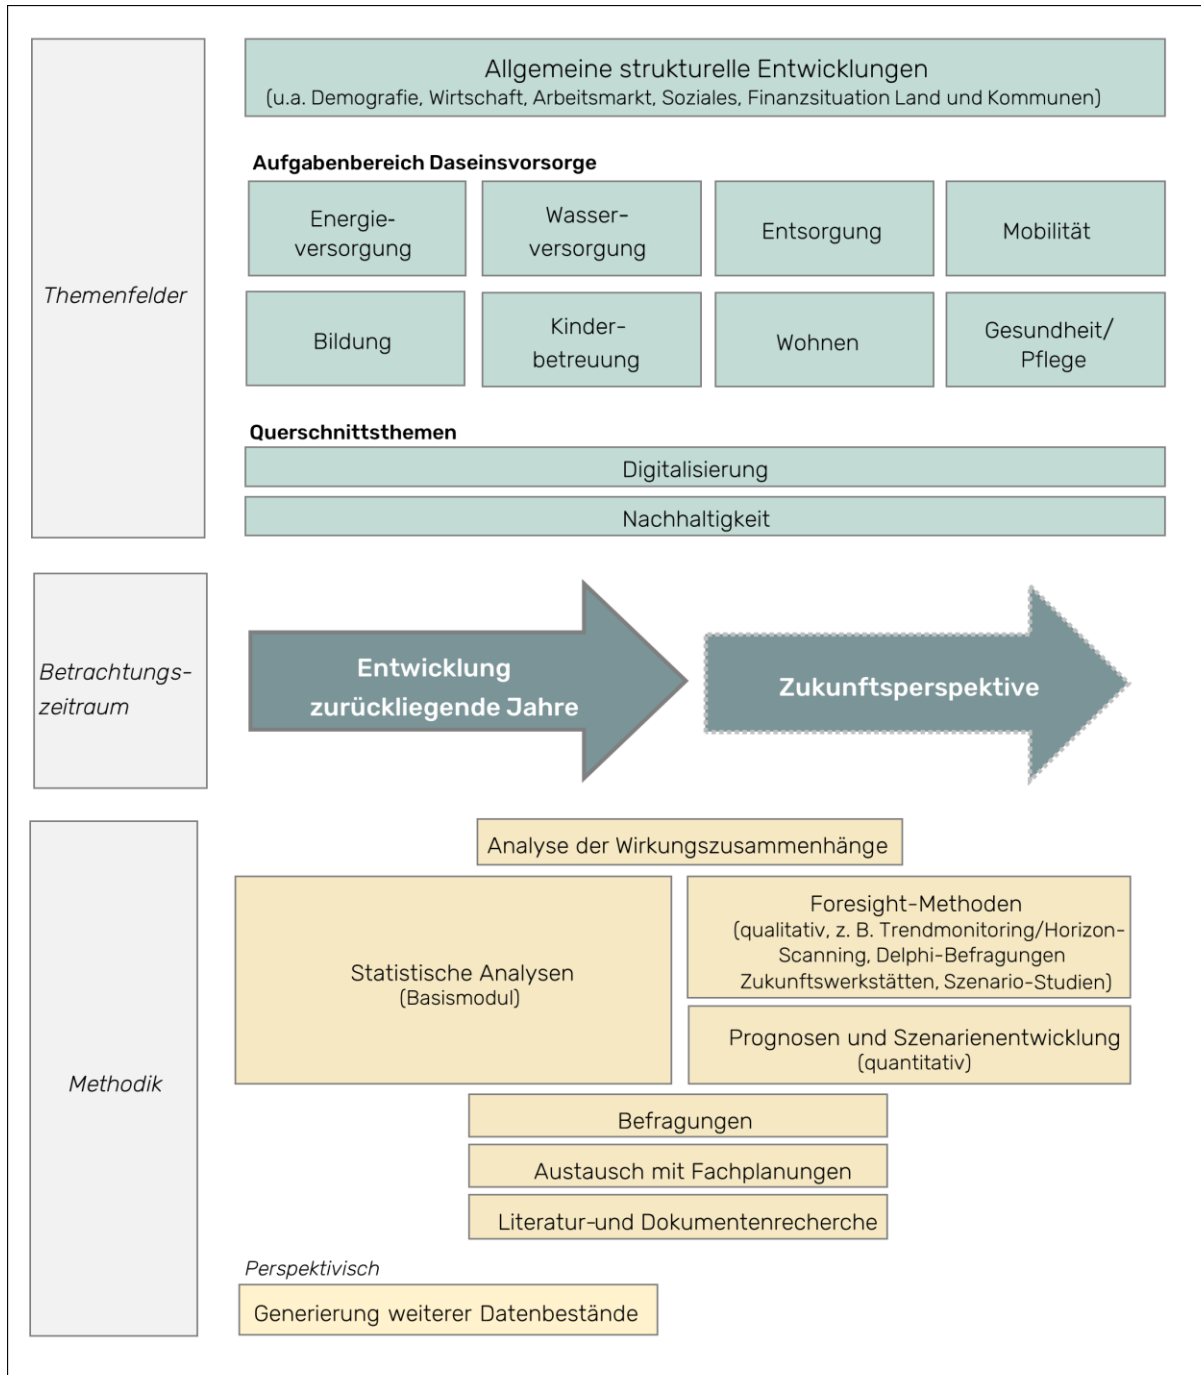 Themenfelder
Allgemeine strukturelle Entwicklungen
(u.a. Demografie, Wirtschaft, Arbeitsmarkt, Soziales, Finanzsituation Land und Kommunen)
Aufgabenbereich Daseinsvorsorge
Energie-
versorgung
Wasser-
versorgung
Entsorgung
Mobilität
Bildung
Kinder-
betreuung
Wohnen
Gesundheit/
Pflege
Querschnittsthemen
Digitalisierung
Nachhaltigkeit
Betrachtungs-
zeitraum
Entwicklung
zurückliegende Jahre
Zukunftsperspektive
Methodik
Analyse der Wirkungszusammenhänge
Statistische Analysen
(Basismodul)
Foresight-Methoden
(qualitativ, z. B. Trendmonitoring/Horizon-
Scanning, Delphi-Befragungen
Zukunftswerkstätten, Szenario-Studien)
Prognosen und Szenarienentwicklung
(quantitativ)
Befragungen
Austausch mit Fachplanungen
Literatur-und Dokumentenrecherche
Perspektivisch
Generierung weiterer Datenbestände